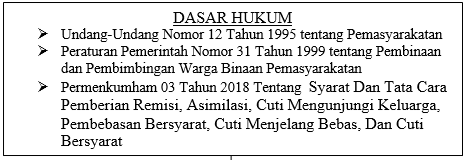 DASAR HUKUM
➢ Undang-Undang Nomor 12 Tahun 1995 tentang Pemasyarakatan
➢ Peraturan Pemerintah Nomor 31 Tahun 1999 tentang Pembinaan
dan Pembimbingan Warga Binaan Pemasyarakatan
➢ Permenkumham 03 Tahun 2018 Tentang Syarat Dan Tata Cara
Pemberian Remisi, Asimilasi, Cuti Mengunjungi Keluarga,
Pembebasan Bersyarat, Cuti Menjelang Bebas, Dan Cuti
Bersyarat